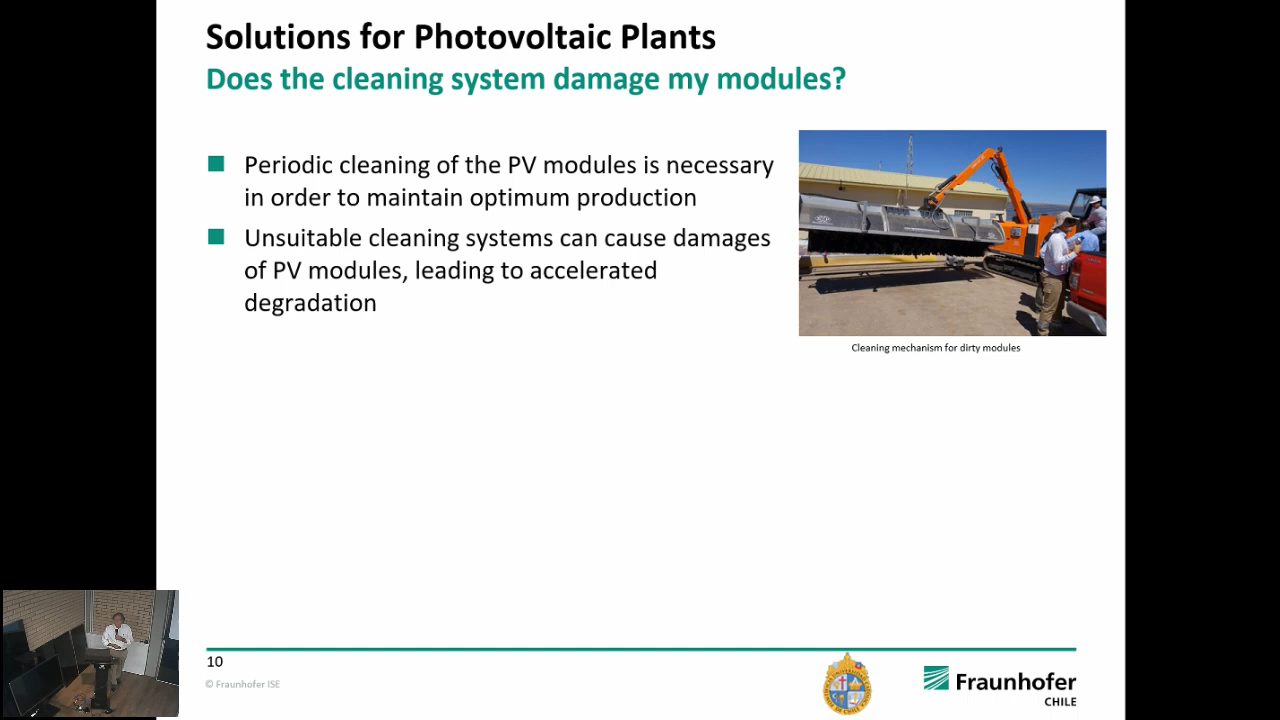 Solutions for Photovoltaic Plants
Does the cleaning system damage my modules?
Periodic cleaning of the PV modules is necessary
in order to maintain optimum production
Unsuitable cleaning systems can cause damages
of PV modules, leading to accelerated
degradation
Cleaning mechanism for dirty modules
10
© Fraunhofer ISE
Fraunhofer
CHILE